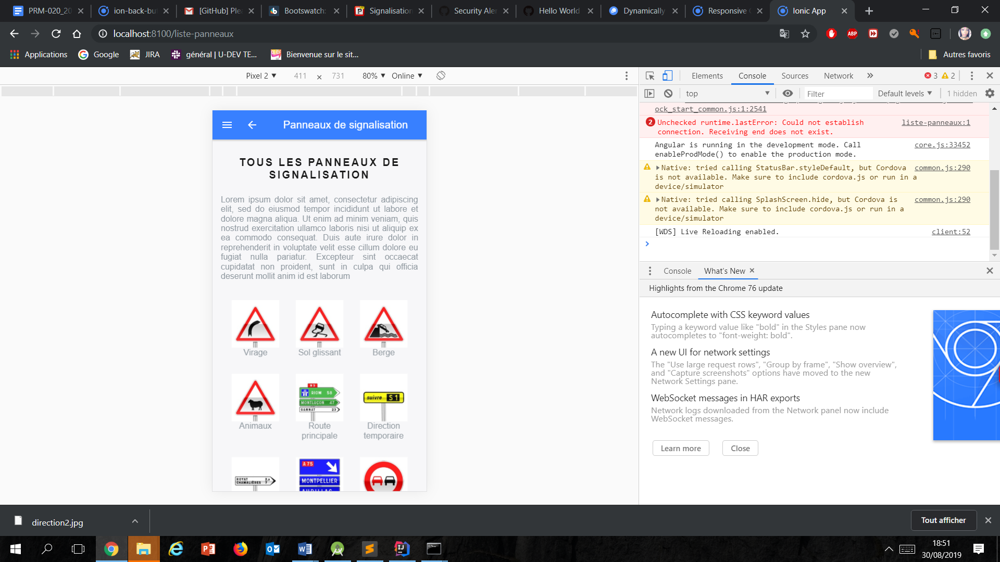 PRM-020_20
ion-back-bu
[GitHub] Plea
Bootswatch:
Signalisation
Security Aler
Hello World
Dynamically
Responsive G
Ionic App
localhost:8100/liste-panneaux
ABP
Applications
Google
JIRA
général | U-DEV TE...
Bienvenue sur le sit...
Autres favoris
Pixel 2 ▼ 411 × 731 80% ▼ Online ▼
Elements Console Sources Network » 3 2
top ▼ Filter Default levels ▼ 1 hidden
ock_start_common.js:1:2541
2 Unchecked runtime.lastError: Could not establish liste-panneaux:1
connection. Receiving end does not exist.
Angular is running in the development mode. Call core.js:33452
enableProdMode() to enable the production mode.
Native: tried calling StatusBar.styleDefault, but Cordova common.js:290
is not available. Make sure to include cordova.js or run in a
device/simulator
Native: tried calling SplashScreen.hide, but Cordova is common.js:290
not available. Make sure to include cordova.js or run in a
device/simulator
[WDS] Live Reloading enabled. client:52
Console What's New
Highlights from the Chrome 76 update
Autocomplete with CSS keyword values
Typing a keyword value like "bold" in the Styles pane now
autocompletes to "font-weight: bold".
A new UI for network settings
The "Use large request rows", "Group by frame", "Show overview",
and "Capture screenshots" options have moved to the new
Network Settings pane.
WebSocket messages in HAR exports
Network logs downloaded from the Network panel now include
WebSocket messages.
Learn more Close
Panneaux de signalisation
TOUS LES PANNEAUX DE
SIGNALISATION
Lorem ipsum dolor sit amet, consectetur adipiscing
elit, sed do eiusmod tempor incididunt ut labore et
dolore magna aliqua. Ut enim ad minim veniam, quis
nostrud exercitation ullamco laboris nisi ut aliquip ex
ea commodo consequat. Duis aute irure dolor in
reprehenderit in voluptate velit esse cillum dolore eu
fugiat nulla pariatur. Excepteur sint occaecat
cupidatat non proident, sunt in culpa qui officia
deserunt mollit anim id est laborum
Virage
Sol glissant
Berge
N9
RIOM 58
MONTLUÇON 47
GANNAT 23
suivre S1
Animaux
Route
principale
Direction
temporaire
ROYAT
CHAMALIÈRES 7
A 75
MONTPELLIER
AURILLAC
direction2.jpg
Tout afficher
18:51
30/08/2019